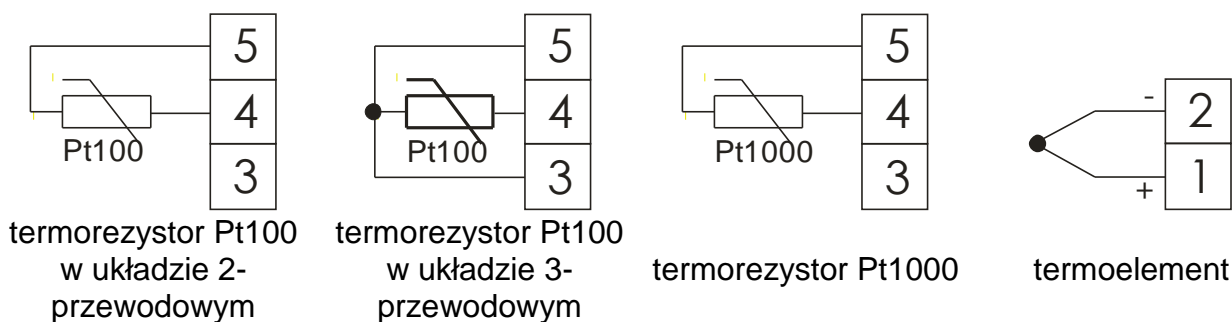 5
4
3
Pt100
termorezystor Pt100
w układzie 2-
przewodowym
5
4
3
Pt100
termorezystor Pt100
w układzie 3-
przewodowym
5
4
3
Pt1000
termorezystor Pt1000
-
2
+
1
termoelement